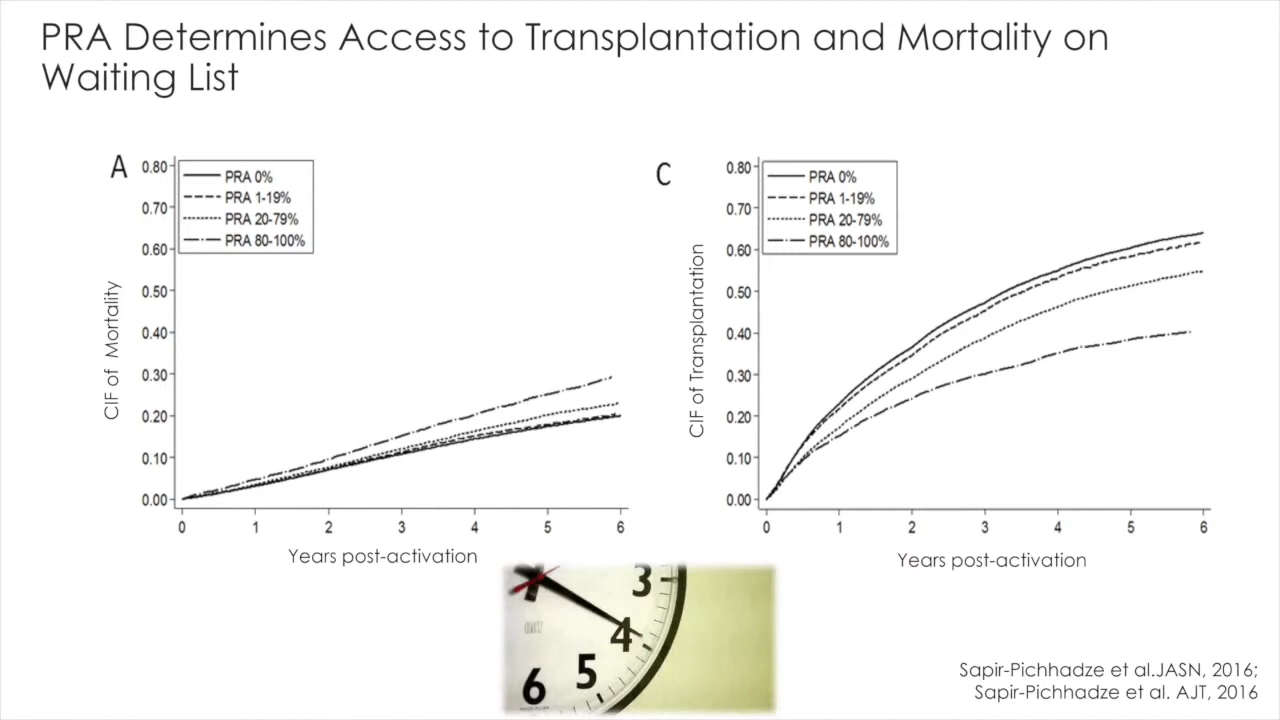 PRA Determines Access to Transplantation and Mortality on
Waiting List
A
0.80
0.70
0.60
0.50
0.40
0.30
0.20
0.10
0.00
PRA 0%
PRA 1-19%
PRA 20-79%
PRA 80-100%
CIF of Mortality
0 1 2 3 4 5 6
Years post-activation
C
0.80
0.70
0.60
0.50
0.40
0.30
0.20
0.10
0.00
PRA 0%
PRA 1-19%
PRA 20-79%
PRA 80-100%
CIF of Transplantation
0 1 2 3 4 5 6
Years post-activation
3
4
5
6
Sapir-Pichhadze et al.JASN, 2016;
Sapir-Pichhadze et al. AJT, 2016